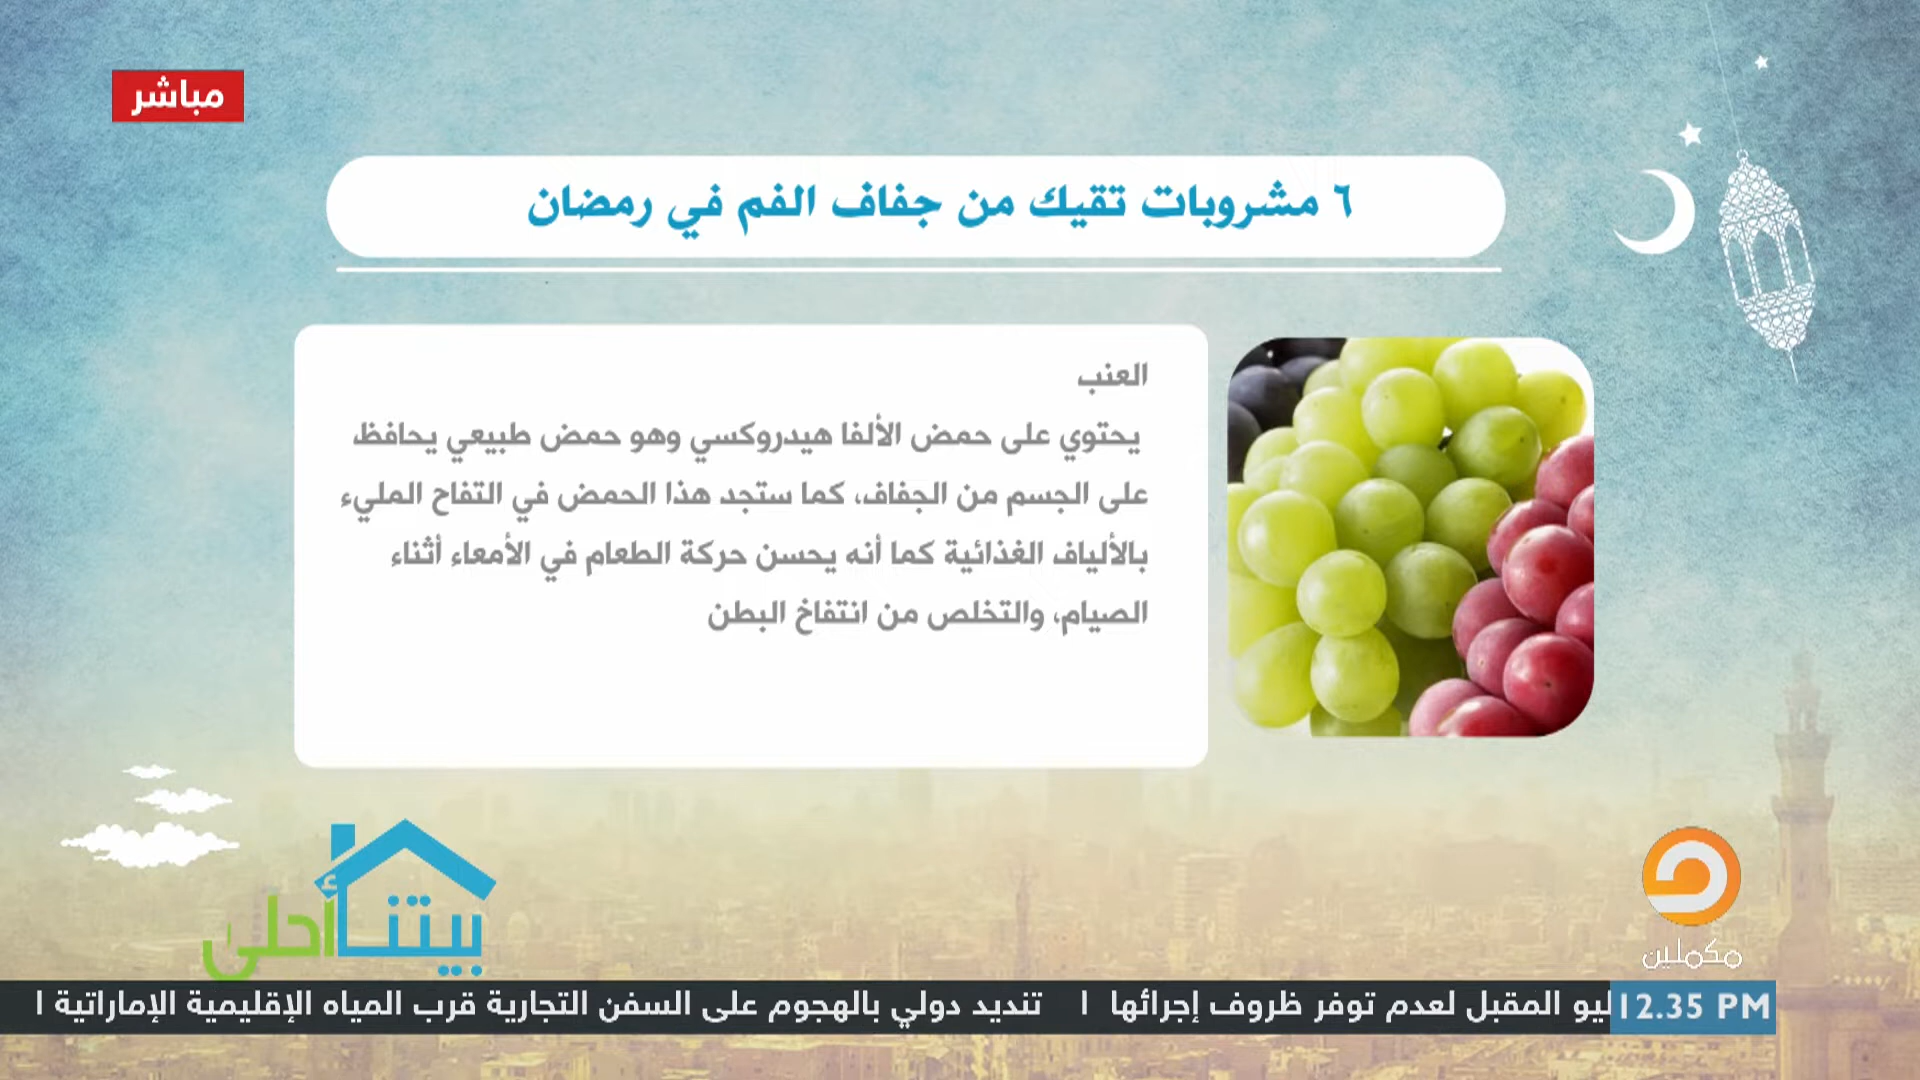 مباشر
٦ مشروبات تقيك من جفاف الفم في رمضان
العنب
يحتوي على حمض الألفا هيدروكسي وهو حمض طبيعي يحافظ
على الجسم من الجفاف، كما ستجد هذا الحمض في التفاح المليء
بالألياف الغذائية كما أنه يحسن حركة الطعام في الأمعاء أثناء
الصيام، والتخلص من انتفاخ البطن
بيتنا أحلى
مكملين
12.35 PM
ليو المقبل لعدم توفر ظروف إجرائها | تنديد دولي بالهجوم على السفن التجارية قرب المياه الإقليمية الإماراتية |